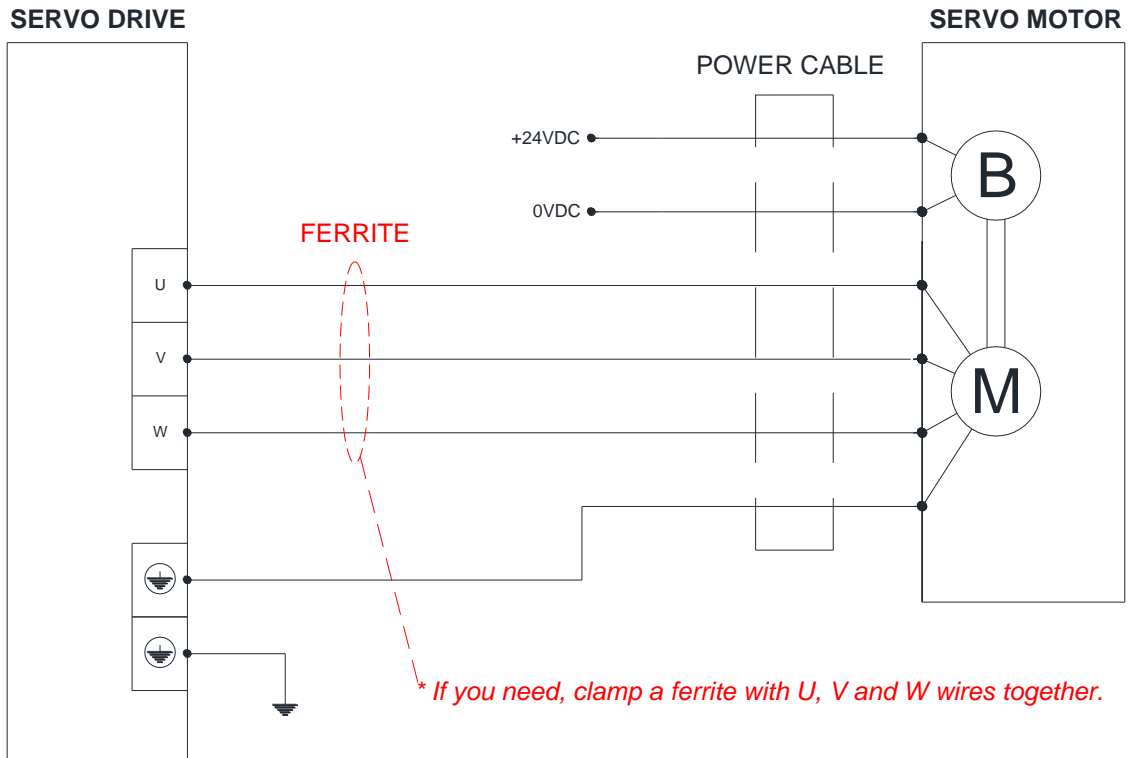 SERVO DRIVE
SERVO MOTOR
POWER CABLE
+24VDC
B
0VDC
FERRITE
U
V
M
W
* If you need, clamp a ferrite with U, V and W wires together.